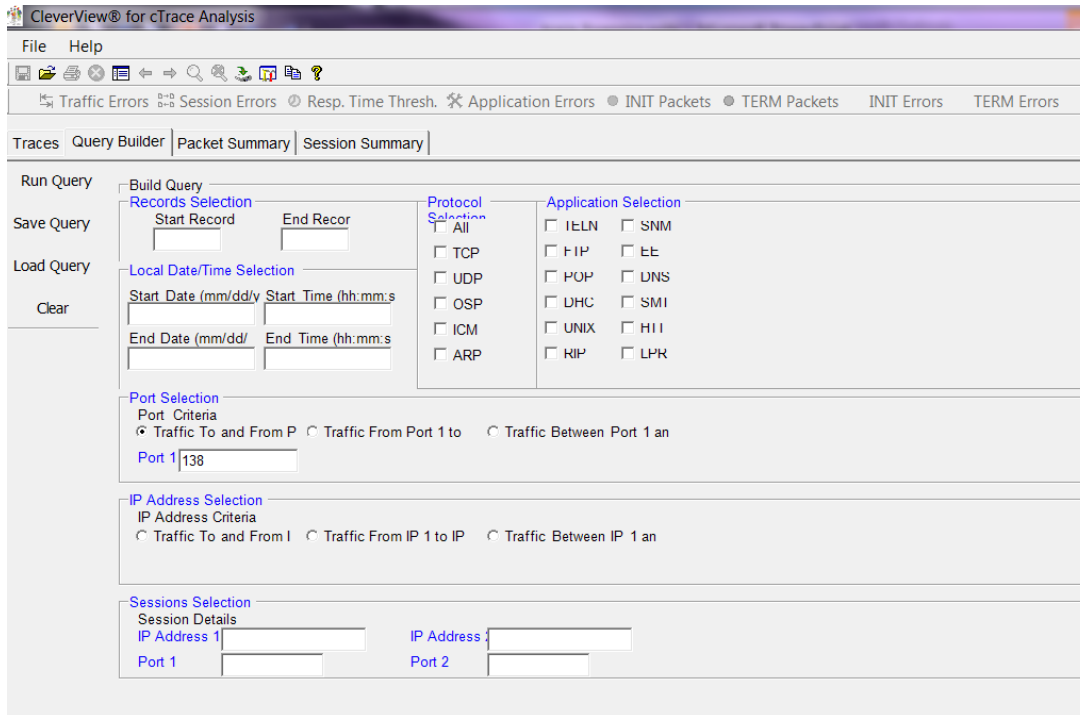 CleverView® for cTrace Analysis
File Help
Traffic Errors Session Errors Resp. Time Thresh. Application Errors INIT Packets TERM Packets INIT Errors TERM Errors
Traces Query Builder Packet Summary Session Summary
Run Query
Save Query
Load Query
Clear
Build Query
Records Selection
Start Record End Recor
Local Date/Time Selection
Start Date (mm/dd/y Start Time (hh:mm:s
End Date (mm/dd/ End Time (hh:mm:s
Protocol
Selection
All
TCP
UDP
OSP
ICM
ARP
Application Selection
TELN SNM
FTP EE
POP DNS
DHC SMT
UNIX HTT
RIP LPR
Port Selection
Port Criteria
Traffic To and From P Traffic From Port 1 to Traffic Between Port 1 an
Port 1 138
IP Address Selection
IP Address Criteria
Traffic To and From I Traffic From IP 1 to IP Traffic Between IP 1 an
Sessions Selection
Session Details
IP Address 1 IP Address 2
Port 1 Port 2